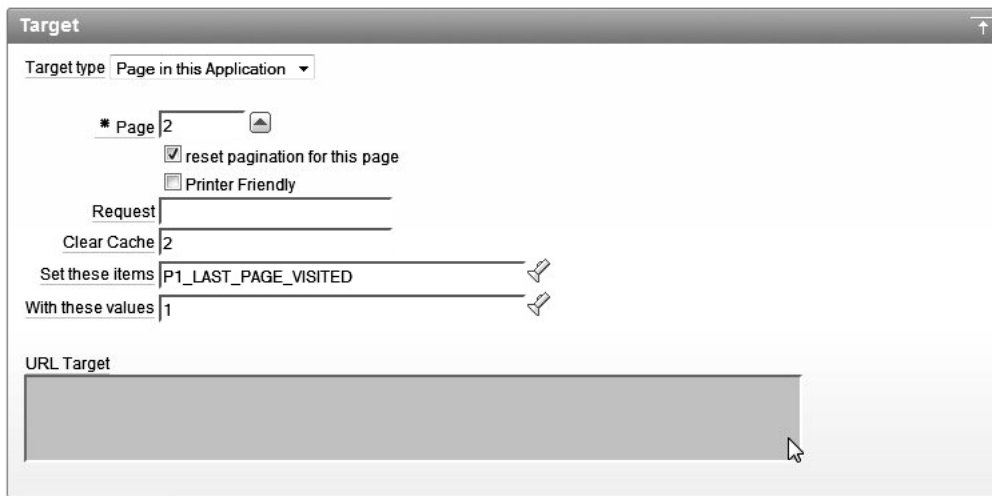 Target
Target type Page in this Application
* Page 2
reset pagination for this page
Printer Friendly
Request
Clear Cache 2
Set these items P1_LAST_PAGE_VISITED
With these values 1
URL Target